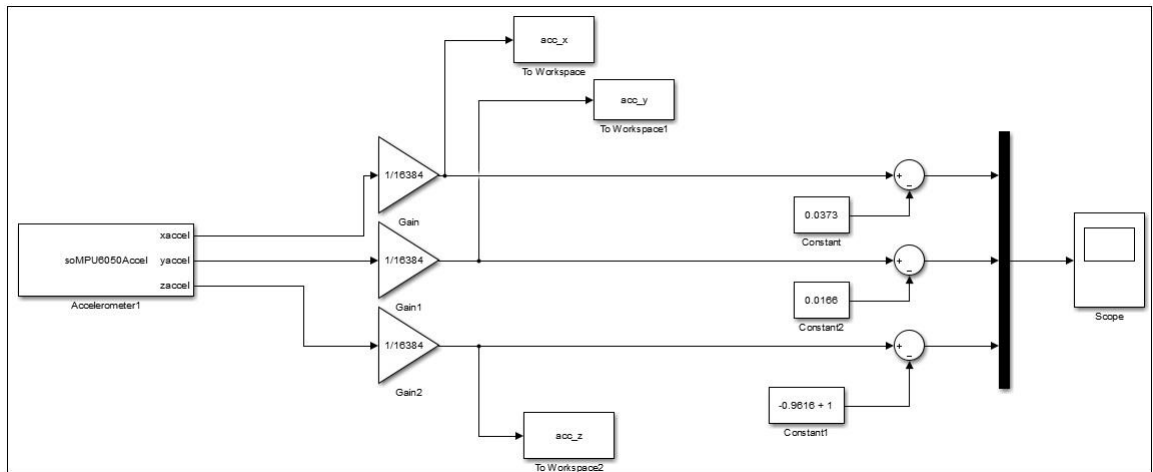 acc_x
To Workspace
acc_y
To Workspace1
1/16384
Gain
+
-
0.0373
Constant
soMPU6050Accel
xaccel
yaccel
zaccel
Accelerometer1
1/16384
Gain1
+
-
0.0166
Constant2
Scope
1/16384
Gain2
+
-
-0.9616 + 1
Constant1
acc_z
To Workspace2